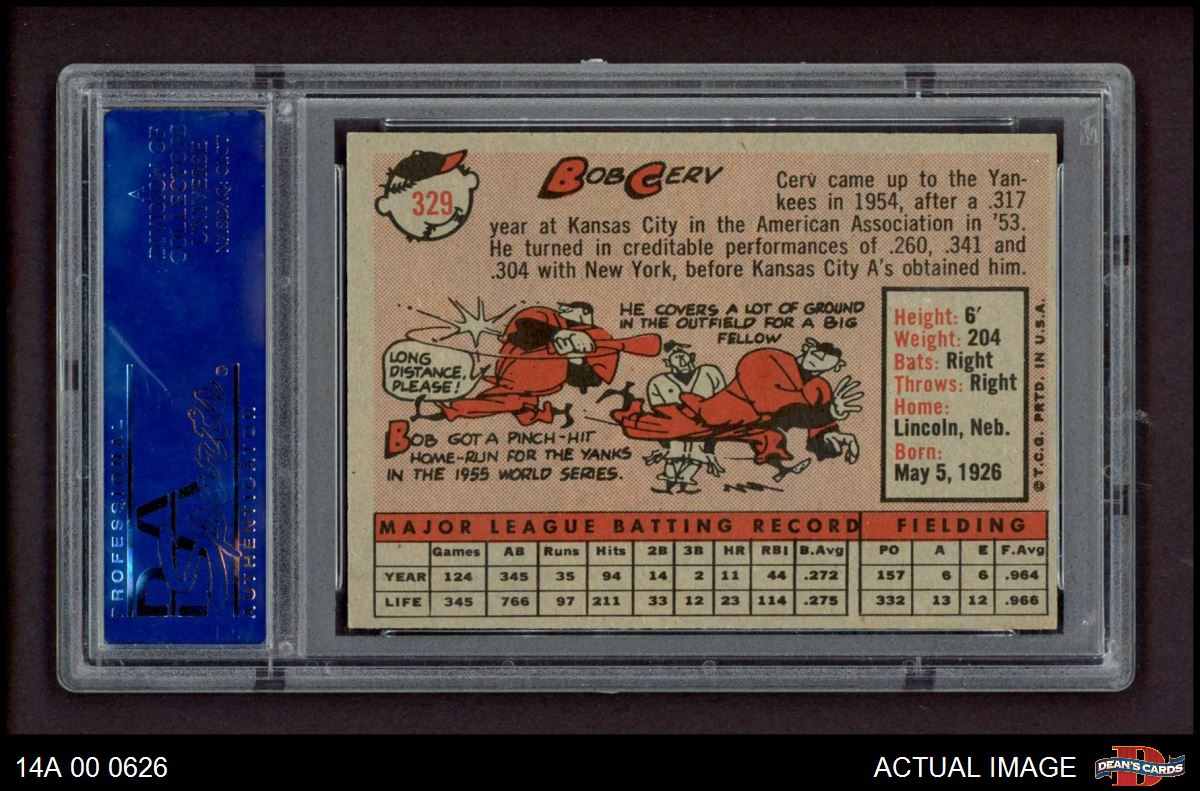 A
DIVISION OF
COLLECTORS
UNIVERSE
NASDAQ: CLCT
PROFESSIONAL
PSA
Sports
AUTHENTICATION
329
BOB CERV
Cerv came up to the Yan-
kees in 1954, after a .317
year at Kansas City in the American Association in '53.
He turned in creditable performances of .260, .341 and
.304 with New York, before Kansas City A's obtained him.
LONG
DISTANCE,
PLEASE!
BOB GOT A PINCH-HIT
HOME-RUN FOR THE YANKS
IN THE 1955 WORLD SERIES.
HE COVERS A LOT OF GROUND
IN THE OUTFIELD FOR A BIG
FELLOW
Height: 6′
Weight: 204
Bats: Right
Throws: Right
Home:
Lincoln, Neb.
Born:
May 5, 1926
© T.C.G. PRTD. IN U.S.A.
MAJOR LEAGUE BATTING RECORD FIELDING
Games AB Runs Hits 2B 3B HR RBI B.Avg PO A E F.Avg
YEAR 124 345 35 94 14 2 11 44 .272 157 6 6 .964
LIFE 345 766 97 211 33 12 23 114 .275 332 13 12 .966
14A 00 0626
ACTUAL IMAGE
D
DEAN'S CARDS